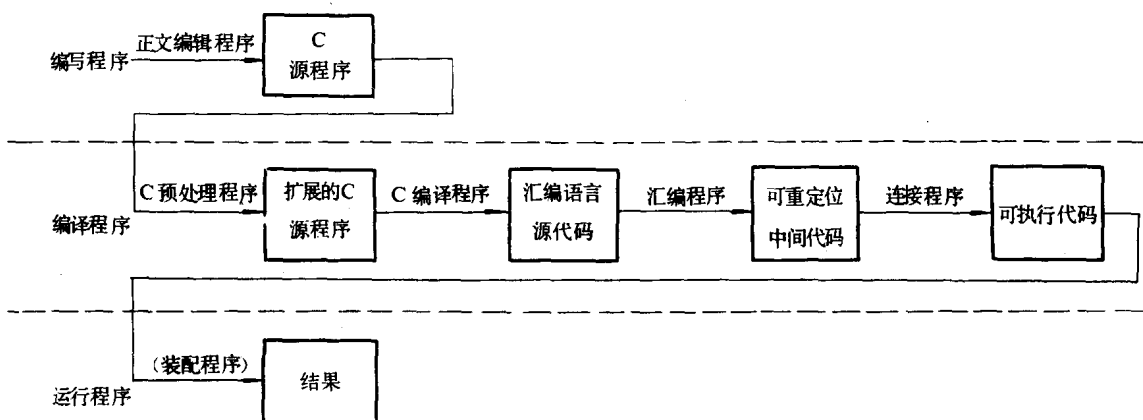 编写程序
正文编辑程序
C
源程序
编译程序
C 预处理程序
扩展的C
源程序
C 编译程序
汇编语言
源代码
汇编程序
可重定位
中间代码
连接程序
可执行代码
运行程序
(装配程序)
结果